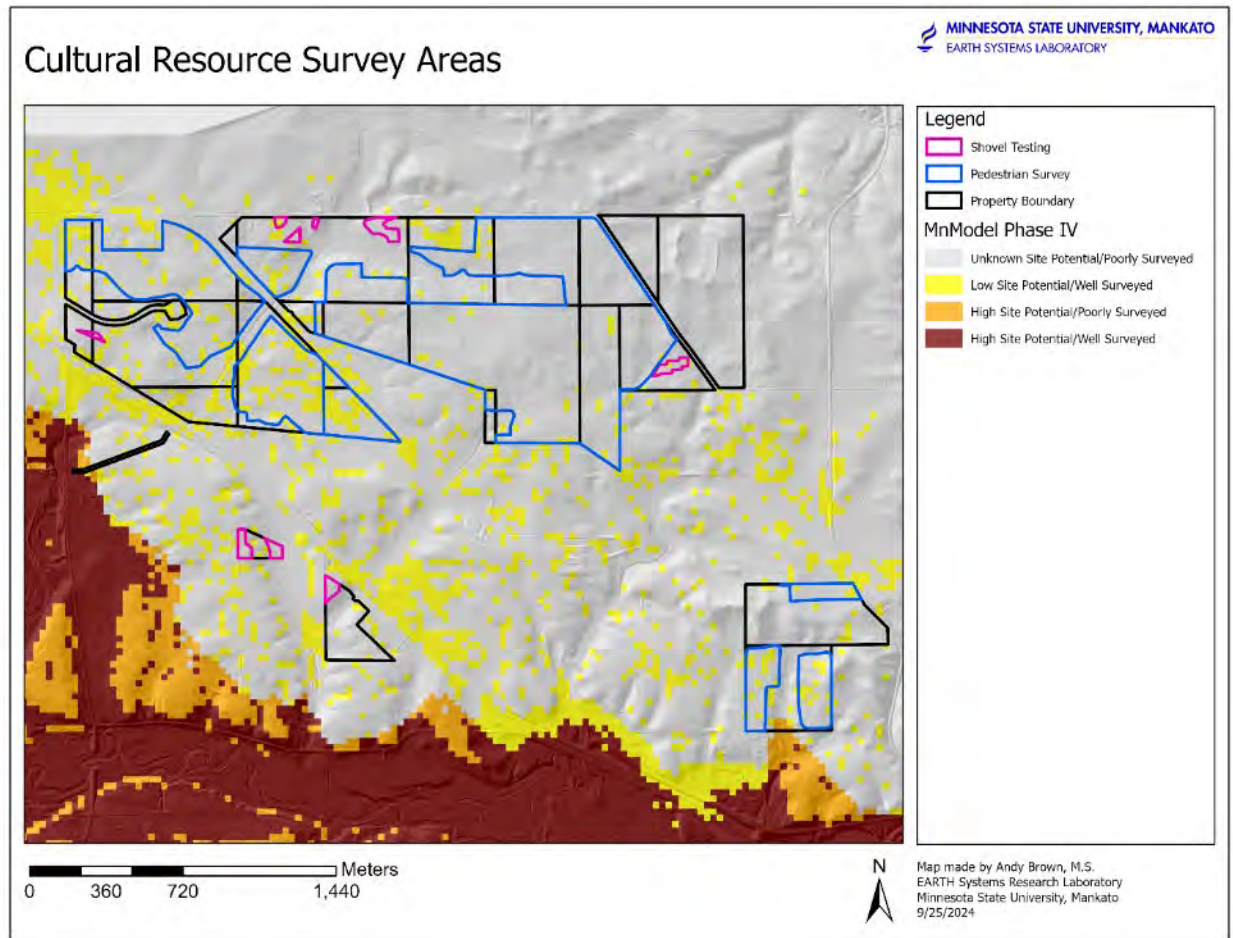 Cultural Resource Survey Areas
MINNESOTA STATE UNIVERSITY, MANKATO
EARTH SYSTEMS LABORATORY
Legend
Shovel Testing
Pedestrian Survey
Property Boundary
MnModel Phase IV
Unknown Site Potential/Poorly Surveyed
Low Site Potential/Well Surveyed
High Site Potential/Poorly Surveyed
High Site Potential/Well Surveyed
Meters
0 360 720 1,440
N
Map made by Andy Brown, M.S.
EARTH Systems Research Laboratory
Minnesota State University, Mankato
9/25/2024